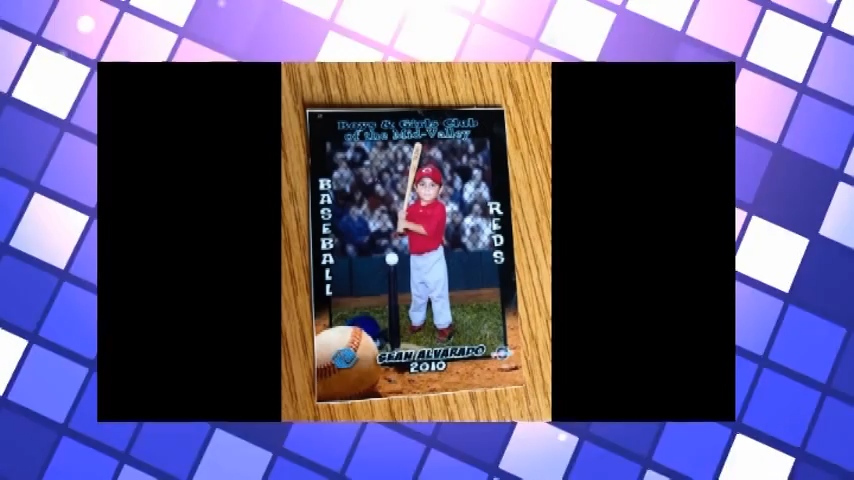 Boys & Girls Club
of the Mid-Valley
BASEBALL
REDS
SEAN ALVARADO
2010